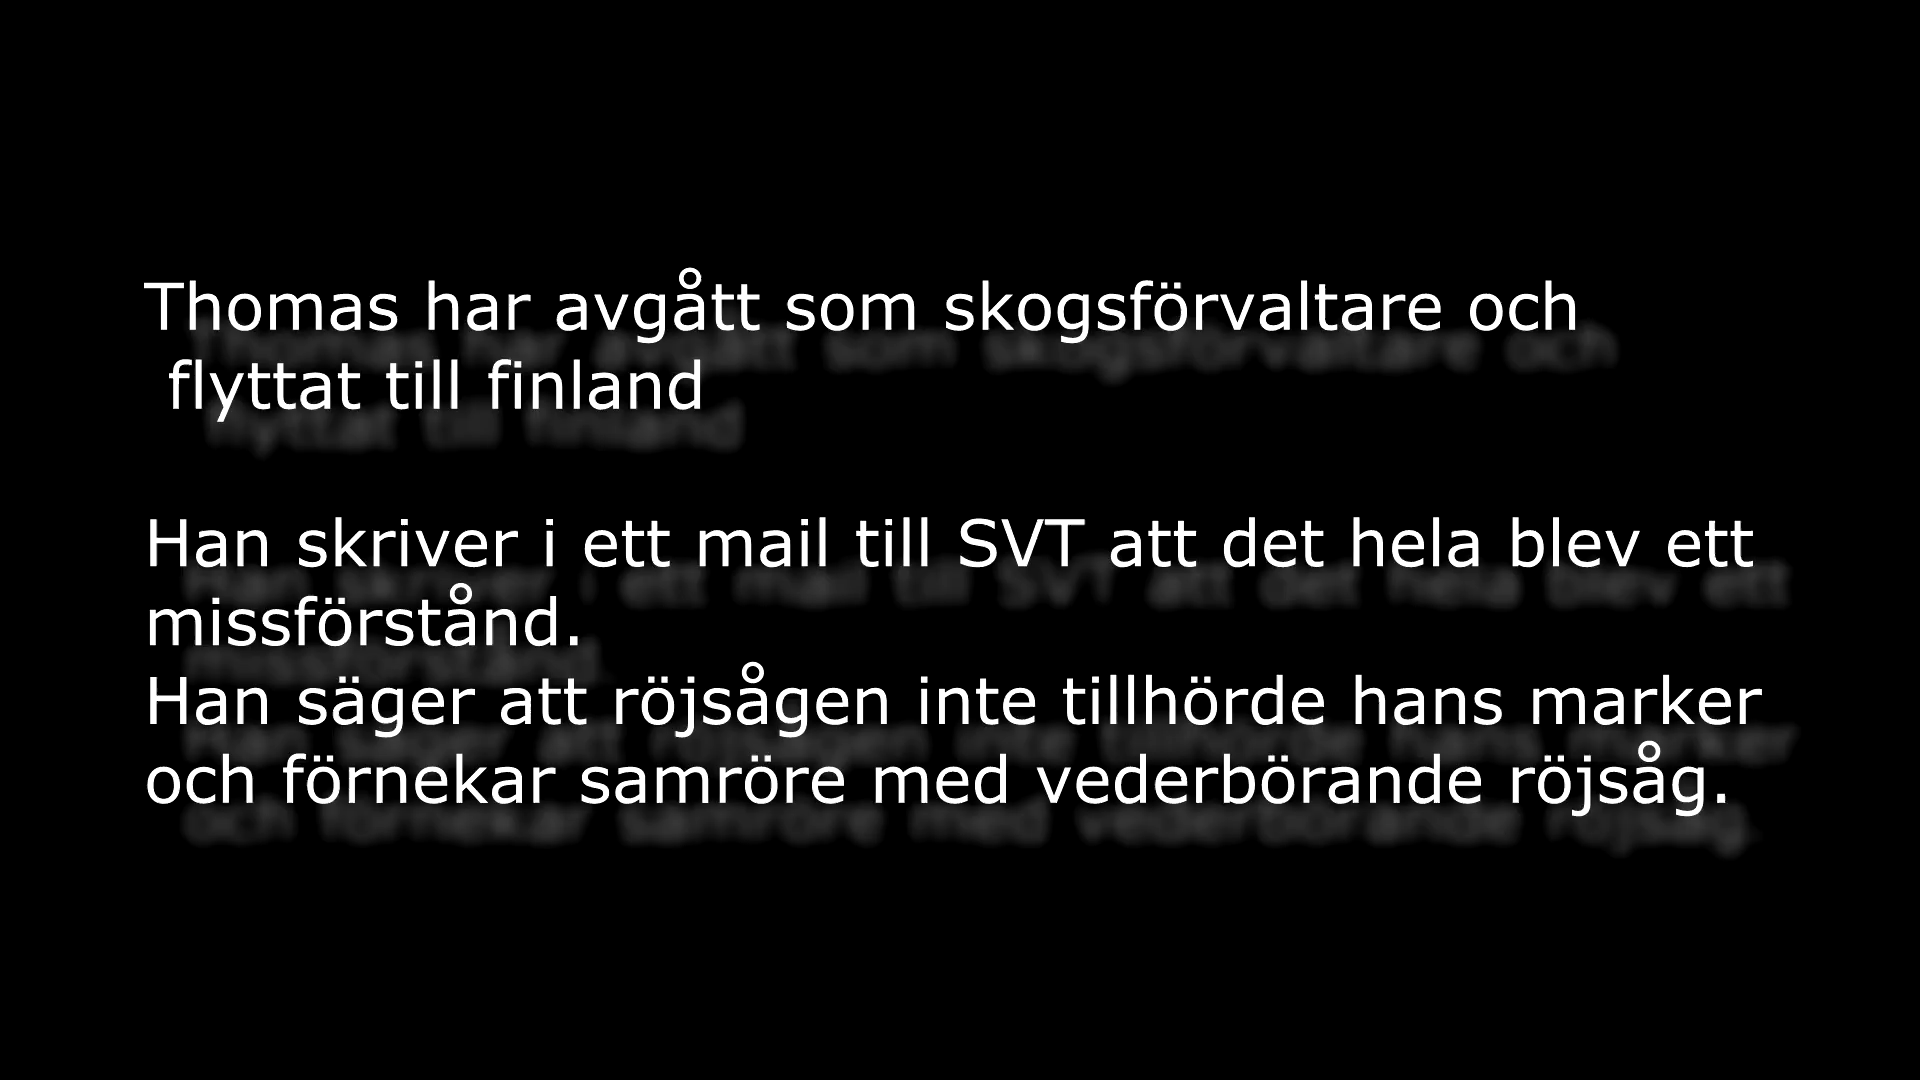 Thomas har avgått som skogsförvaltare och
flyttat till finland
Han skriver i ett mail till SVT att det hela blev ett
missförstånd.
Han säger att röjsågen inte tillhörde hans marker
och förnekar samröre med vederbörande röjsåg.